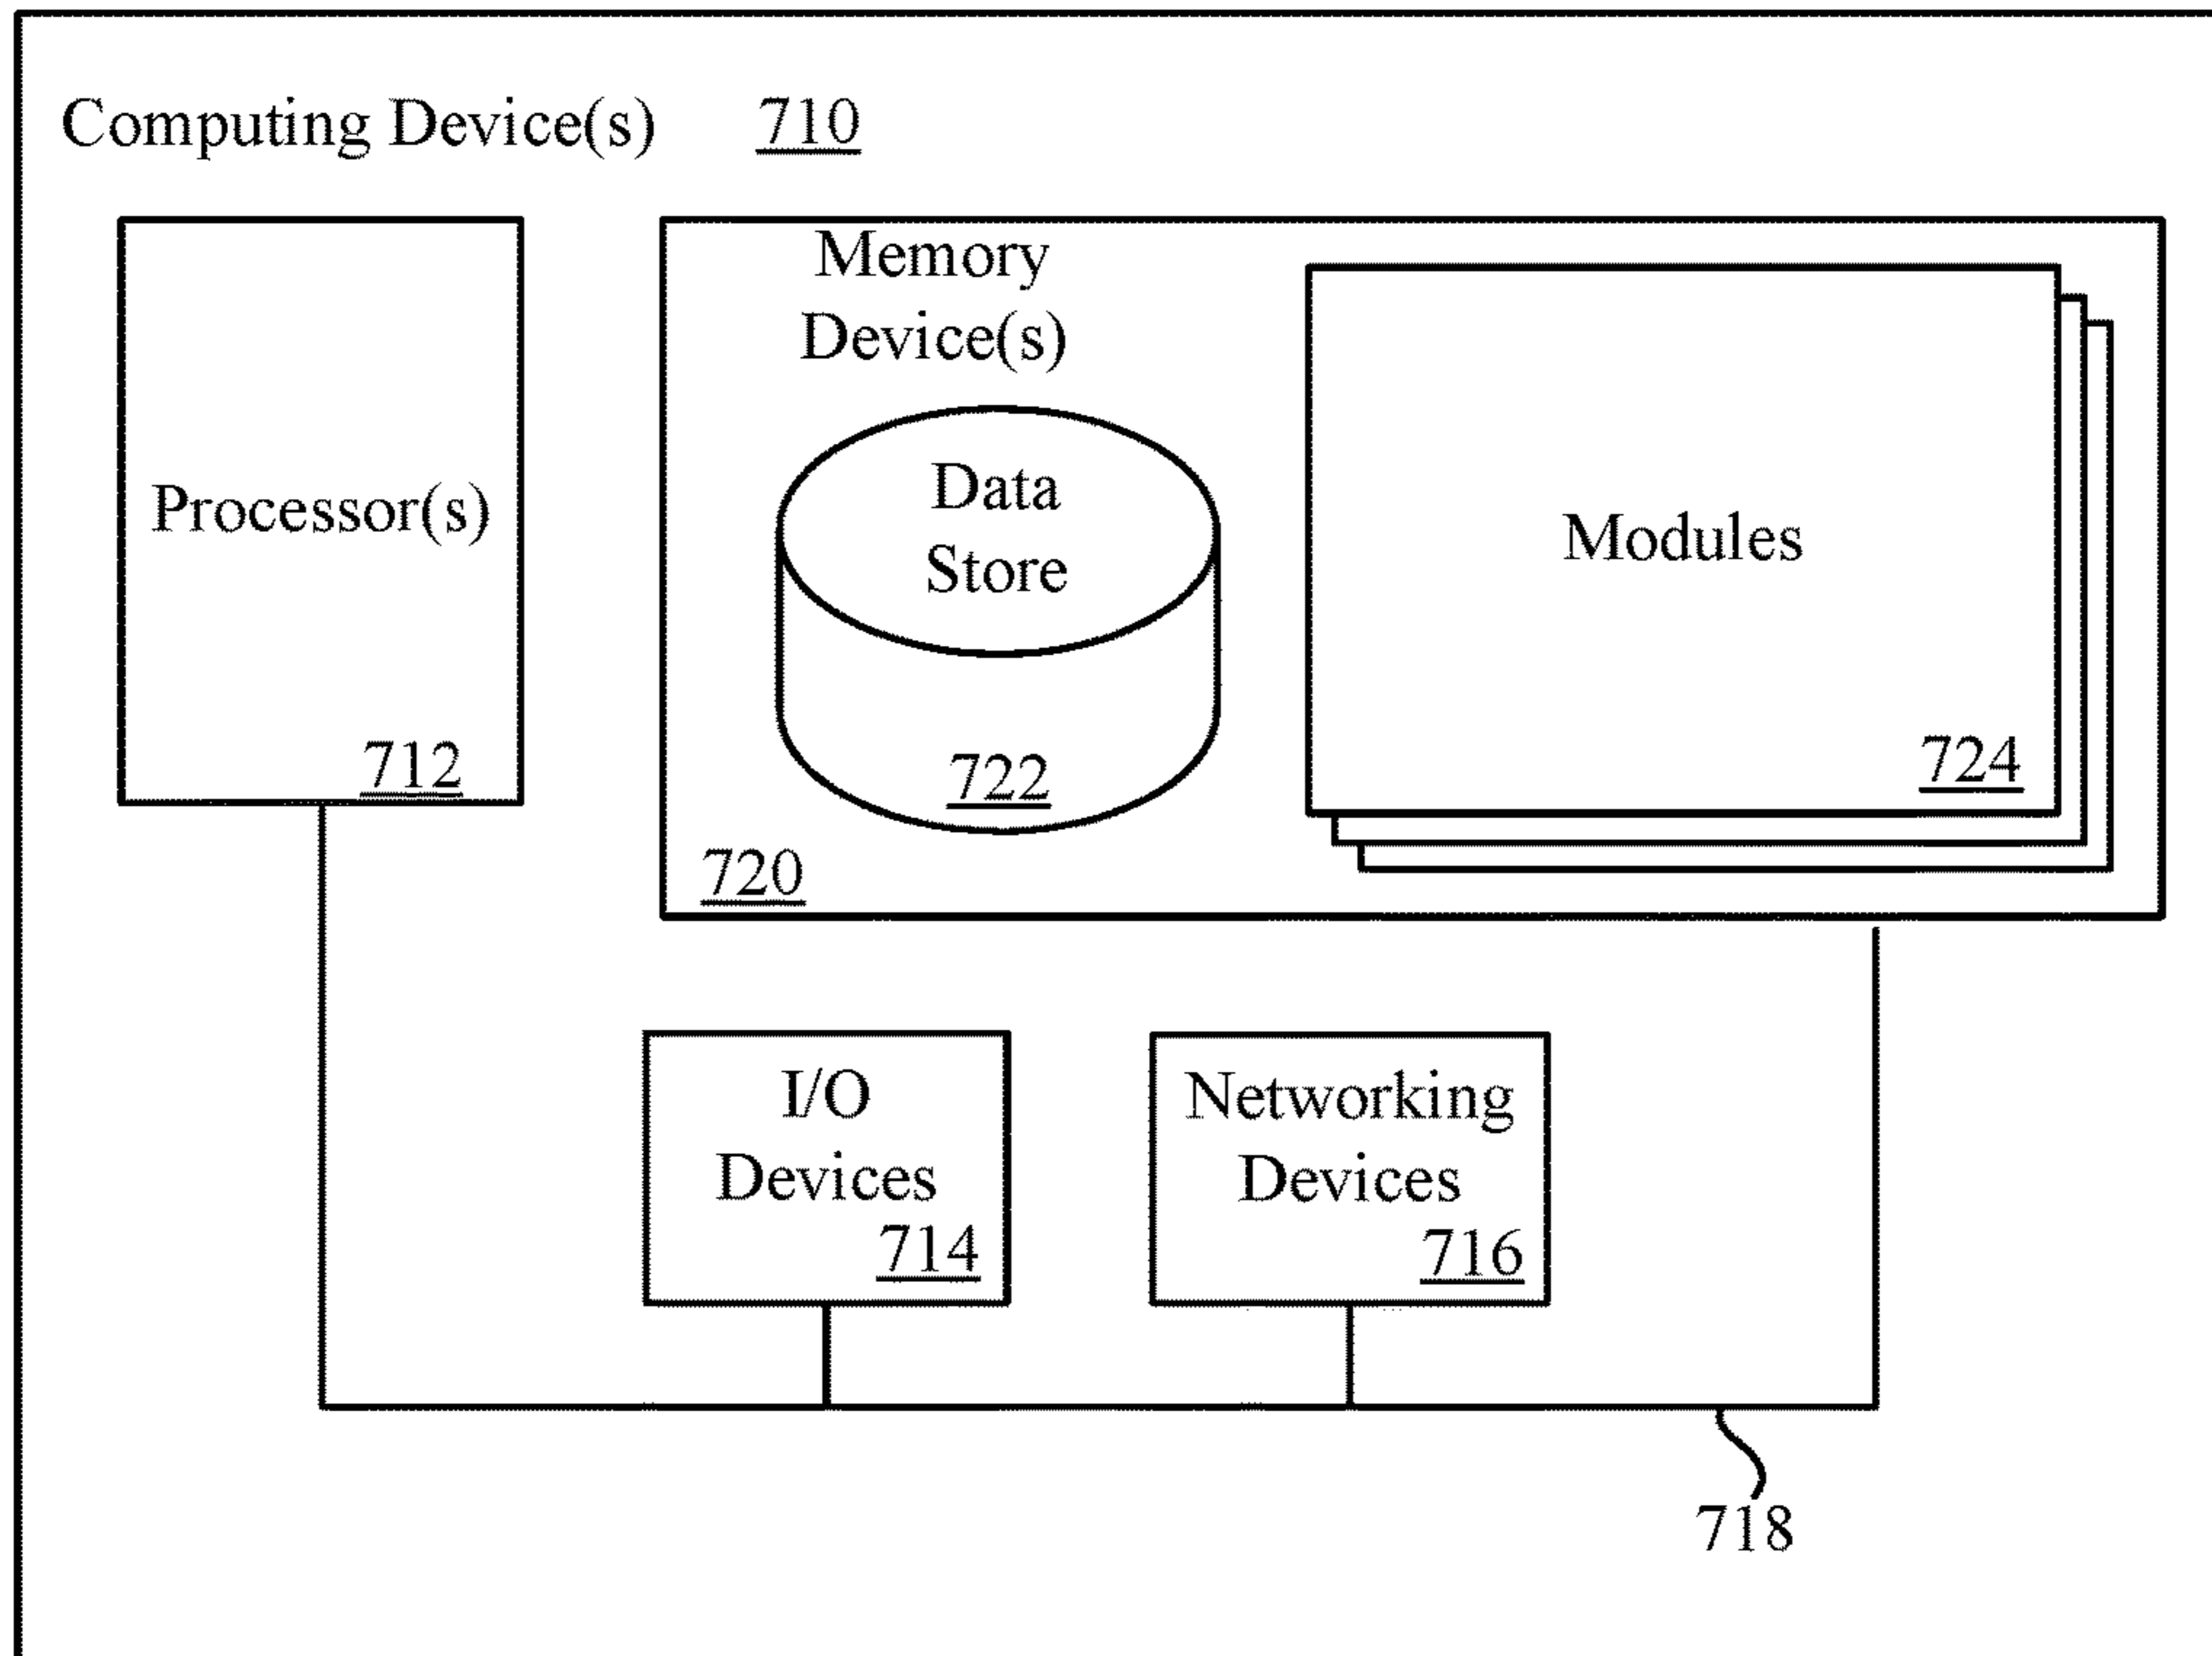 Computing Device(s) 710
Processor(s)
712
Memory
Device(s)
Data
Store
722
720
Modules
724
I/O
Devices
714
Networking
Devices
716
718